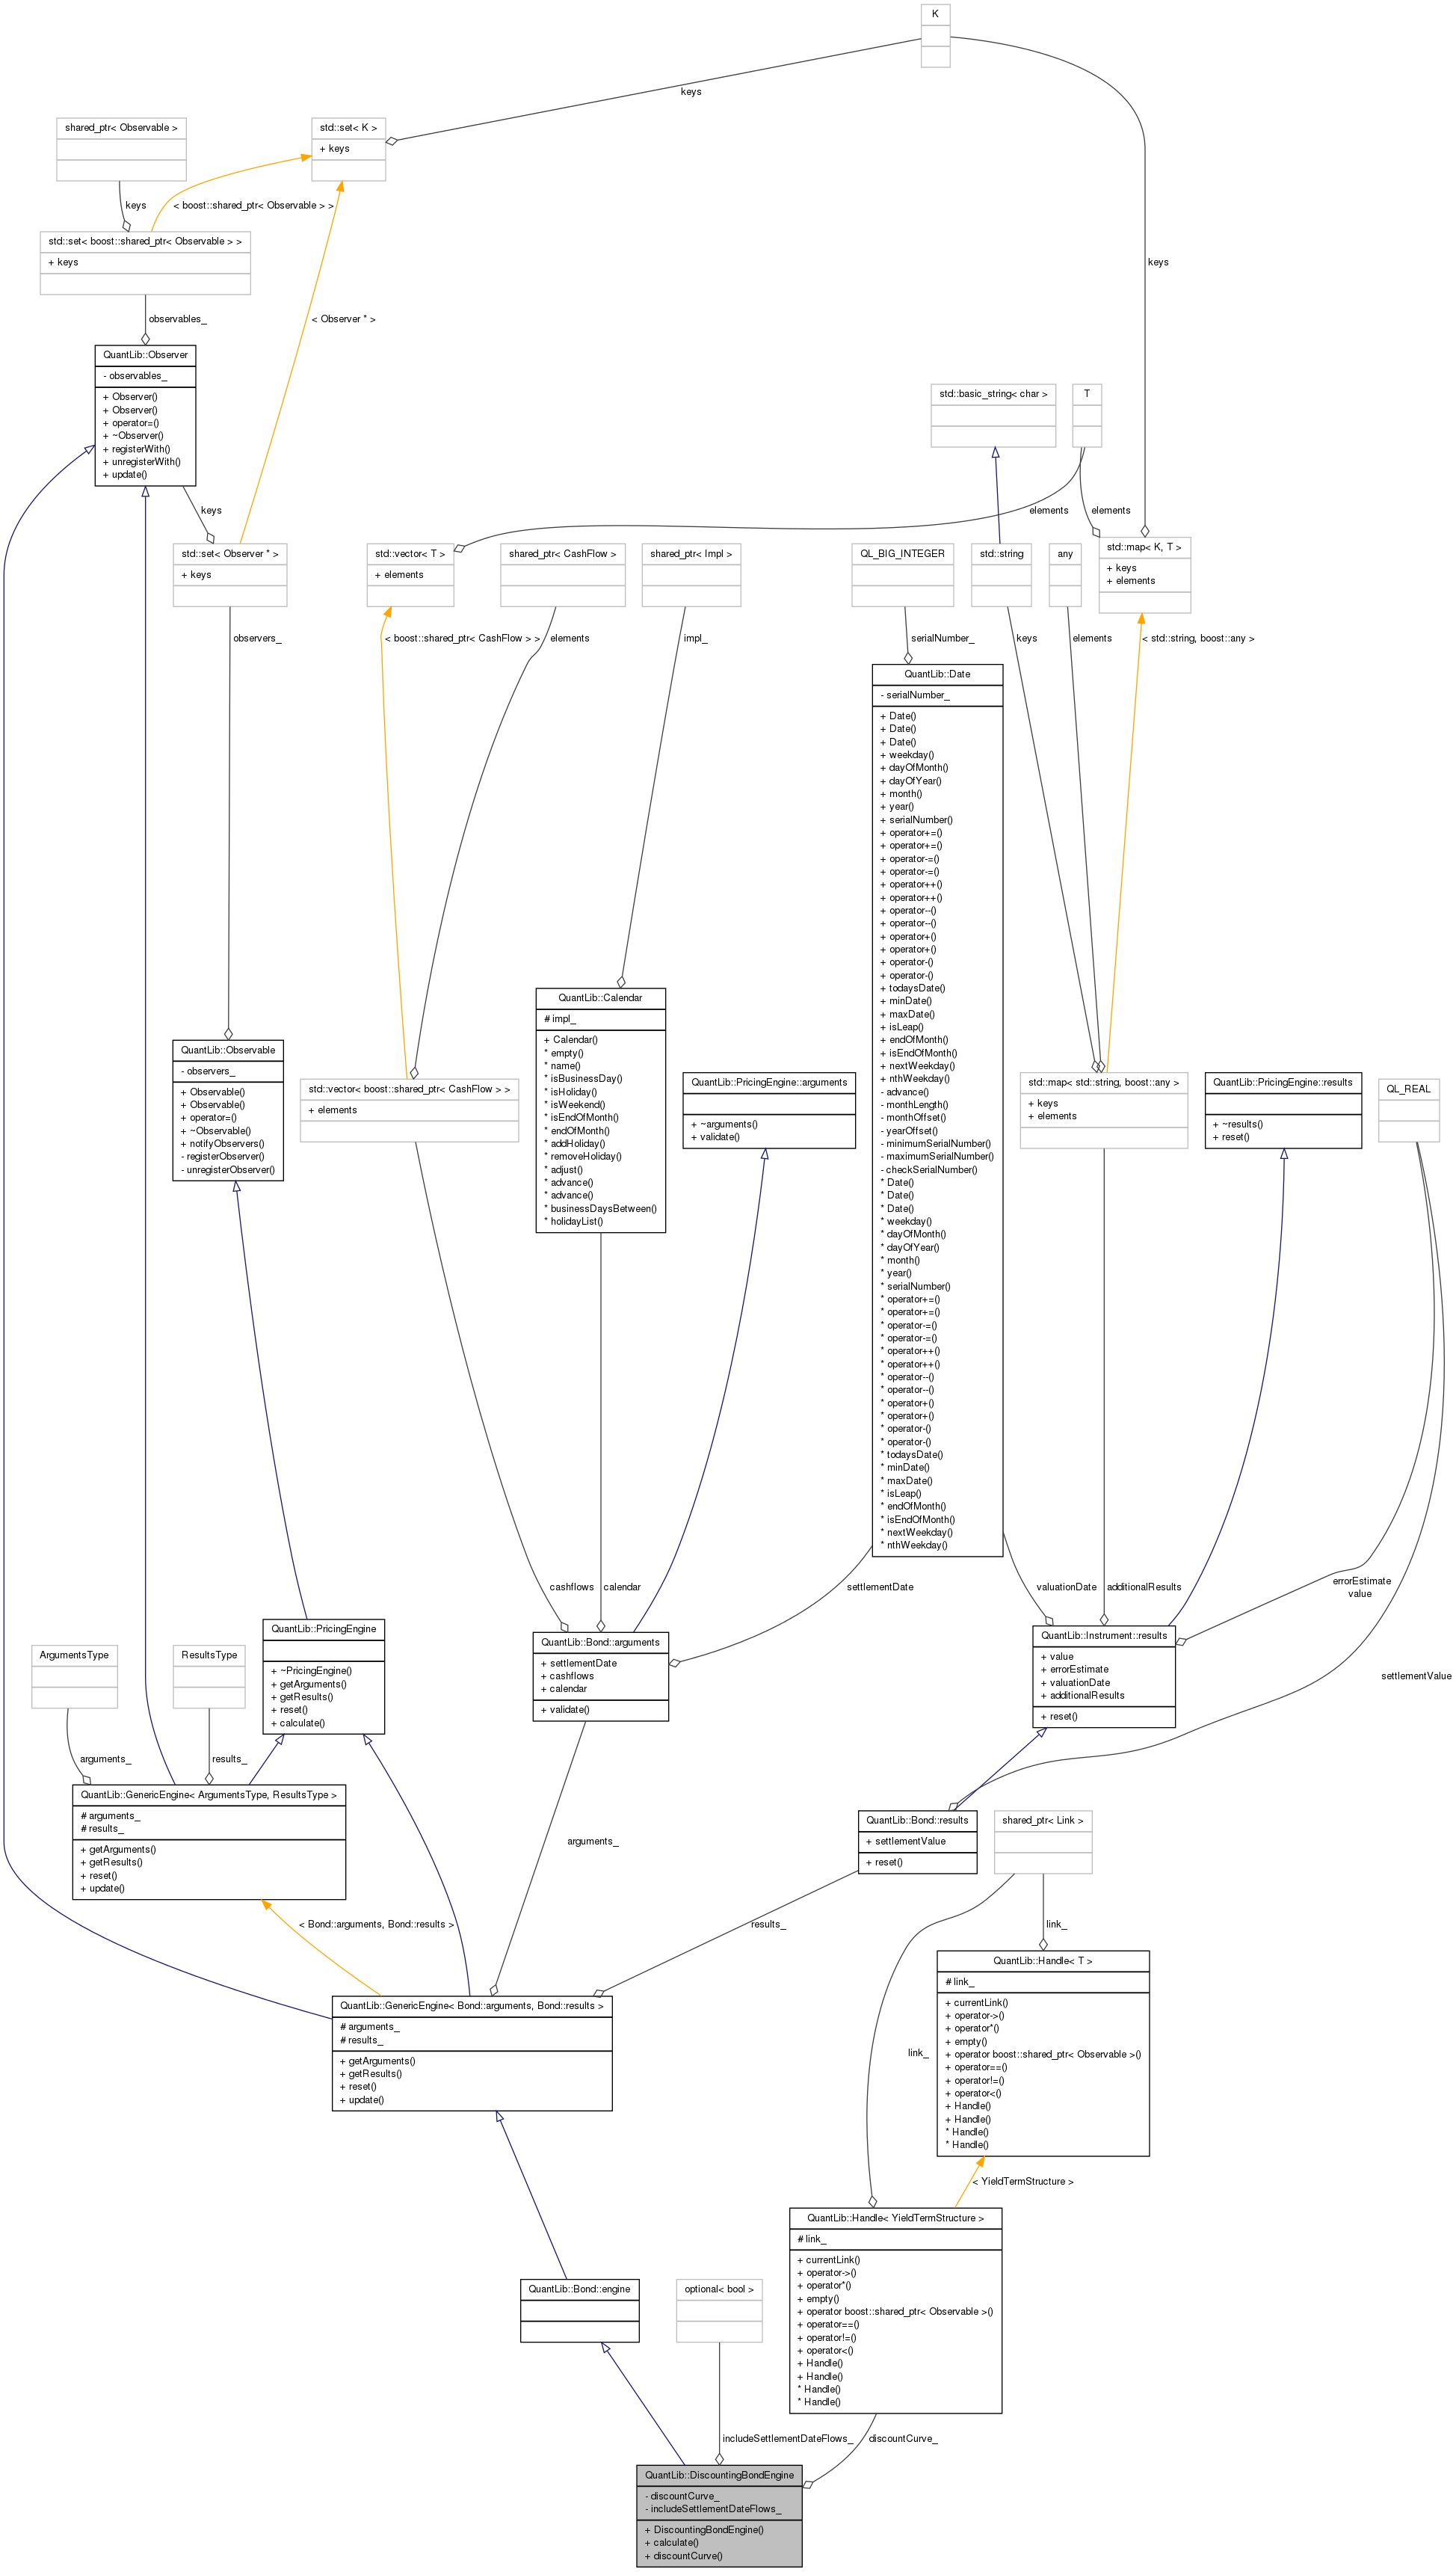 K
keys
shared_ptr< Observable >
std::set< K >
+ keys
keys
< boost::shared_ptr< Observable > >
std::set< boost::shared_ptr< Observable > >
+ keys
keys
observables_
< Observer * >
QuantLib::Observer
- observables_
+ Observer()
+ Observer()
+ operator=()
+ ~Observer()
+ registerWith()
+ unregisterWith()
+ update()
std::basic_string< char >
T
keys
elements
elements
std::set< Observer * >
+ keys
std::vector< T >
+ elements
shared_ptr< CashFlow >
shared_ptr< Impl >
QL_BIG_INTEGER
std::string
any
std::map< K, T >
+ keys
+ elements
observers_
< boost::shared_ptr< CashFlow > >
elements
impl_
serialNumber_
keys
elements
< std::string, boost::any >
QuantLib::Date
- serialNumber_
+ Date()
+ Date()
+ Date()
+ weekday()
+ dayOfMonth()
+ dayOfYear()
+ month()
+ year()
+ serialNumber()
+ operator+=()
+ operator+=()
+ operator-=()
+ operator-=()
+ operator++()
+ operator++()
+ operator--()
+ operator--()
+ operator+()
+ operator+()
+ operator-()
+ operator-()
+ todaysDate()
+ minDate()
+ maxDate()
+ isLeap()
+ endOfMonth()
+ isEndOfMonth()
+ nextWeekday()
+ nthWeekday()
- advance()
- monthLength()
- monthOffset()
- yearOffset()
- minimumSerialNumber()
- maximumSerialNumber()
- checkSerialNumber()
* Date()
* Date()
* Date()
* weekday()
* dayOfMonth()
* dayOfYear()
* month()
* year()
* serialNumber()
* operator+=()
* operator+=()
* operator-=()
* operator-=()
* operator++()
* operator++()
* operator--()
* operator--()
* operator+()
* operator+()
* operator-()
* operator-()
* todaysDate()
* minDate()
* maxDate()
* isLeap()
* endOfMonth()
* isEndOfMonth()
* nextWeekday()
* nthWeekday()
QuantLib::Calendar
# impl_
+ Calendar()
* empty()
* name()
* isBusinessDay()
* isHoliday()
* isWeekend()
* isEndOfMonth()
* endOfMonth()
* addHoliday()
* removeHoliday()
* adjust()
* advance()
* advance()
* businessDaysBetween()
* holidayList()
QuantLib::Observable
- observers_
+ Observable()
+ Observable()
+ operator=()
+ ~Observable()
+ notifyObservers()
- registerObserver()
- unregisterObserver()
std::vector< boost::shared_ptr< CashFlow > >
+ elements
QuantLib::PricingEngine::arguments
+ ~arguments()
+ validate()
std::map< std::string, boost::any >
+ keys
+ elements
QuantLib::PricingEngine::results
+ ~results()
+ reset()
QL_REAL
cashflows
calendar
settlementDate
valuationDate
additionalResults
errorEstimate
value
settlementValue
QuantLib::PricingEngine
+ ~PricingEngine()
+ getArguments()
+ getResults()
+ reset()
+ calculate()
QuantLib::Bond::arguments
+ settlementDate
+ cashflows
+ calendar
+ validate()
QuantLib::Instrument::results
+ value
+ errorEstimate
+ valuationDate
+ additionalResults
+ reset()
ArgumentsType
ResultsType
arguments_
results_
QuantLib::GenericEngine< ArgumentsType, ResultsType >
# arguments_
# results_
+ getArguments()
+ getResults()
+ reset()
+ update()
arguments_
QuantLib::Bond::results
+ settlementValue
+ reset()
shared_ptr< Link >
< Bond::arguments, Bond::results >
results_
link_
QuantLib::Handle< T >
# link_
+ currentLink()
+ operator->()
+ operator*()
+ empty()
+ operator boost::shared_ptr< Observable >()
+ operator==()
+ operator!=()
+ operator<()
+ Handle()
+ Handle()
* Handle()
* Handle()
QuantLib::GenericEngine< Bond::arguments, Bond::results >
# arguments_
# results_
+ getArguments()
+ getResults()
+ reset()
+ update()
link_
< YieldTermStructure >
QuantLib::Handle< YieldTermStructure >
# link_
+ currentLink()
+ operator->()
+ operator*()
+ empty()
+ operator boost::shared_ptr< Observable >()
+ operator==()
+ operator!=()
+ operator<()
+ Handle()
+ Handle()
* Handle()
* Handle()
QuantLib::Bond::engine
optional< bool >
includeSettlementDateFlows_
discountCurve_
QuantLib::DiscountingBondEngine
- discountCurve_
- includeSettlementDateFlows_
+ DiscountingBondEngine()
+ calculate()
+ discountCurve()